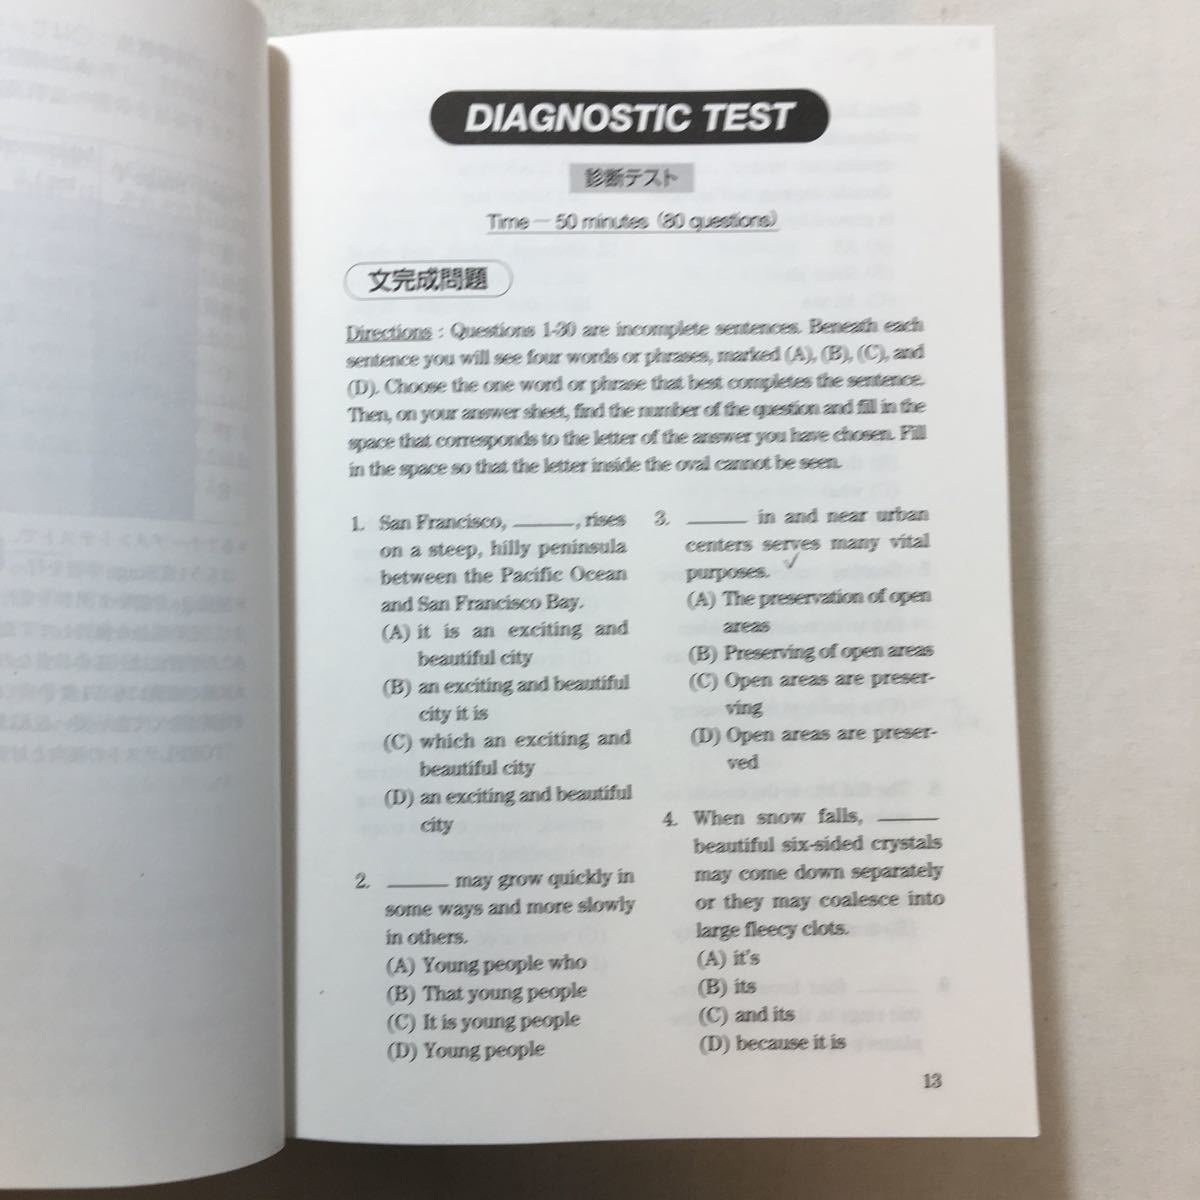 DIAGNOSTIC TEST
診断テスト
Time — 50 minutes (80 questions)
文完成問題
Directions : Questions 1-30 are incomplete sentences. Beneath each
sentence you will see four words or phrases, marked (A), (B), (C), and
(D). Choose the one word or phrase that best completes the sentence.
Then, on your answer sheet, find the number of the question and fill in the
space that corresponds to the letter of the answer you have chosen. Fill
in the space so that the letter inside the oval cannot be seen.
1. San Francisco, ______, rises
on a steep, hilly peninsula
between the Pacific Ocean
and San Francisco Bay.
(A) it is an exciting and
beautiful city
(B) an exciting and beautiful
city it is
(C) which an exciting and
beautiful city
(D) an exciting and beautiful
city
2. ______ may grow quickly in
some ways and more slowly
in others.
(A) Young people who
(B) That young people
(C) It is young people
(D) Young people
3. ______ in and near urban
centers serves many vital
purposes.
(A) The preservation of open
areas
(B) Preserving of open areas
(C) Open areas are preser-
ving
(D) Open areas are preser-
ved
4. When snow falls, ______
beautiful six-sided crystals
may come down separately
or they may coalesce into
large fleecy clots.
(A) it's
(B) its
(C) and its
(D) because it is
13